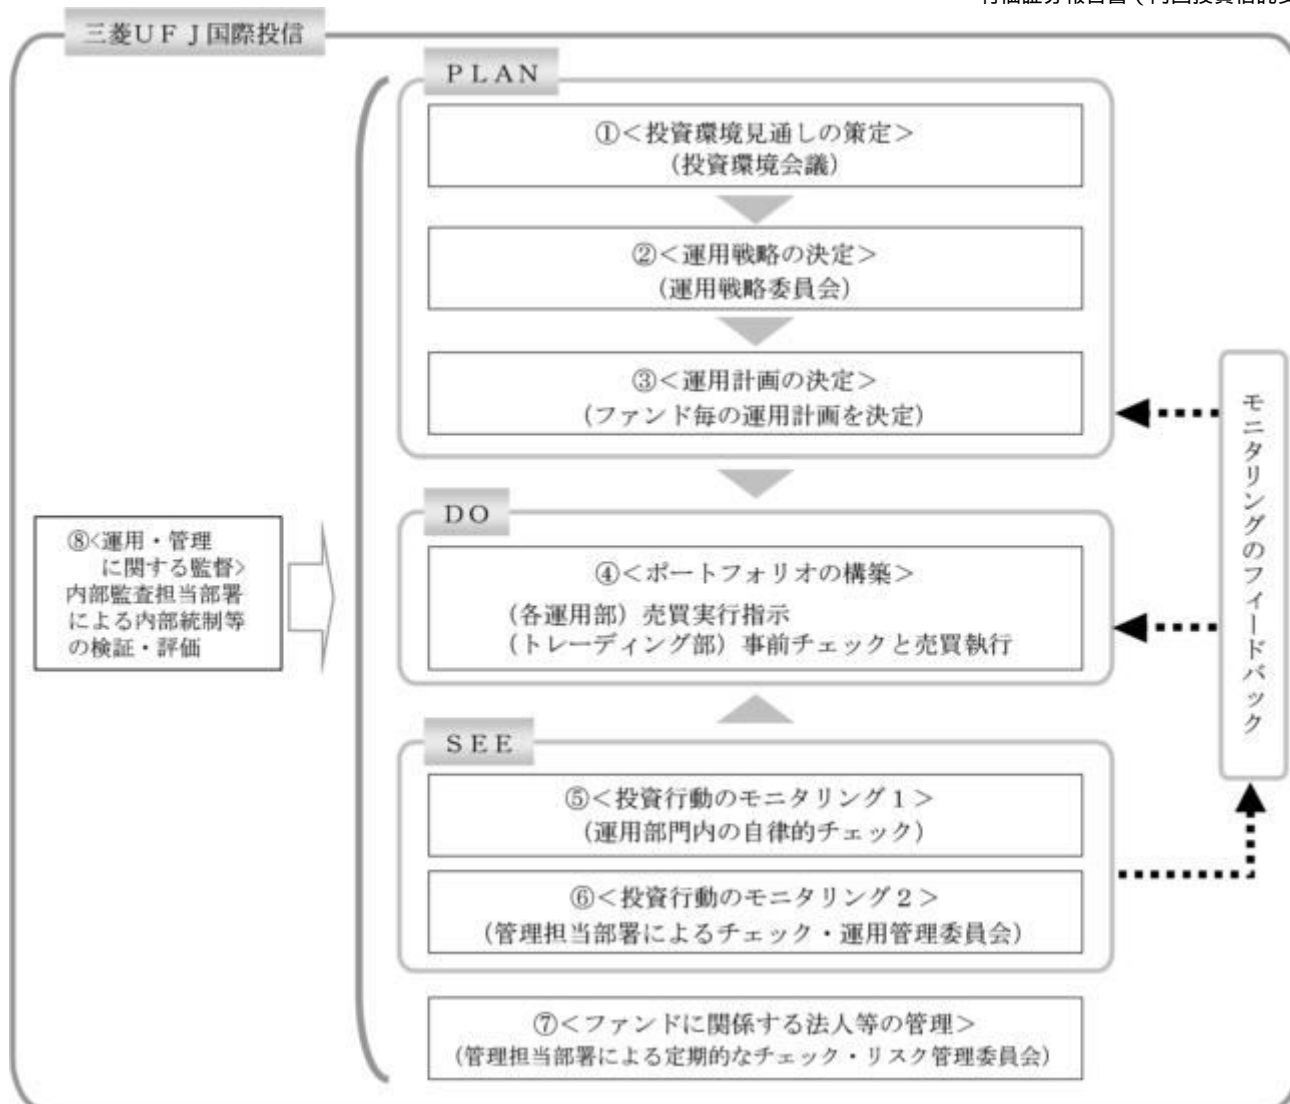 三菱ＵＦＪ国際投信
ＰＬＡＮ
①＜投資環境見通しの策定＞
（投資環境会議）
②＜運用戦略の決定＞
（運用戦略委員会）
③＜運用計画の決定＞
（ファンド毎の運用計画を決定）
ＤＯ
④＜ポートフォリオの構築＞
（各運用部）売買実行指示
（トレーディング部）事前チェックと売買執行
ＳＥＥ
⑤＜投資行動のモニタリング１＞
（運用部門内の自律的チェック）
⑥＜投資行動のモニタリング２＞
（管理担当部署によるチェック・運用管理委員会）
⑦＜ファンドに関係する法人等の管理＞
（管理担当部署による定期的なチェック・リスク管理委員会）
⑧<運用・管理
に関する監督>
内部監査担当部署
による内部統制等
の検証・評価
モニタリングのフィードバック